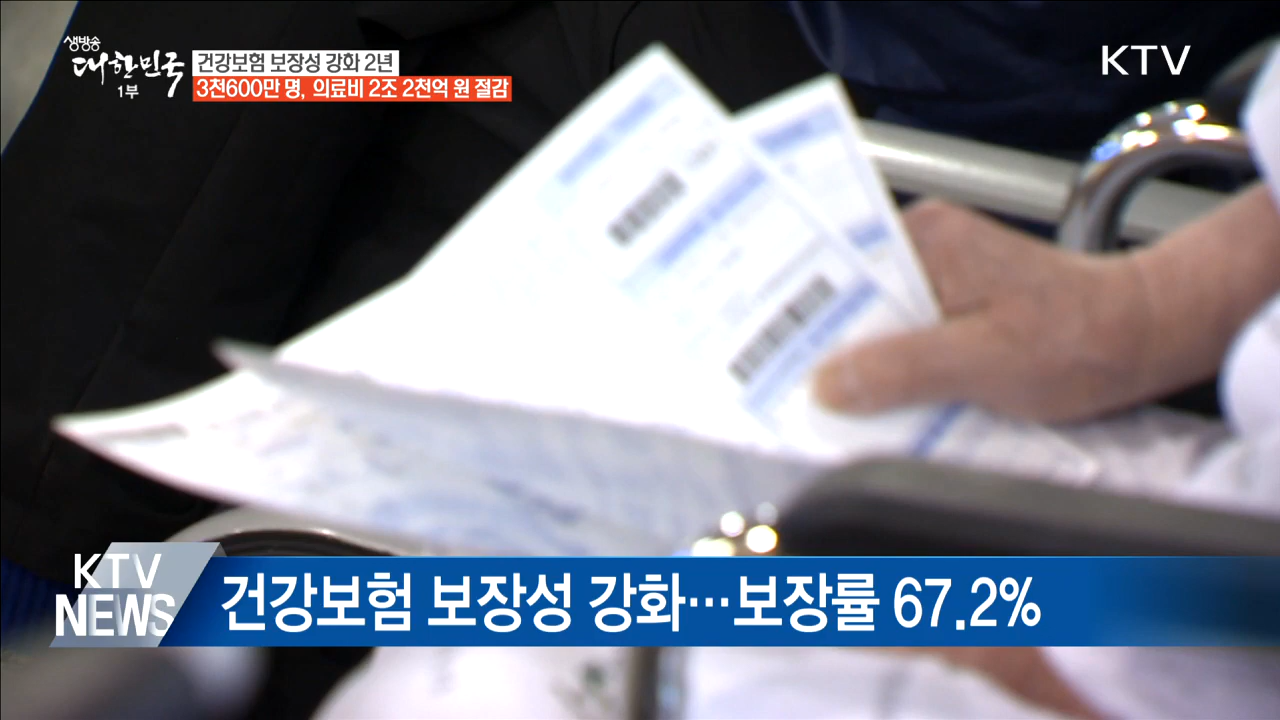 생방송
대한민국
1부
건강보험 보장성 강화 2년
3천600만 명, 의료비 2조 2천억 원 절감
KTV
KTV
NEWS
건강보험 보장성 강화…보장률 67.2%